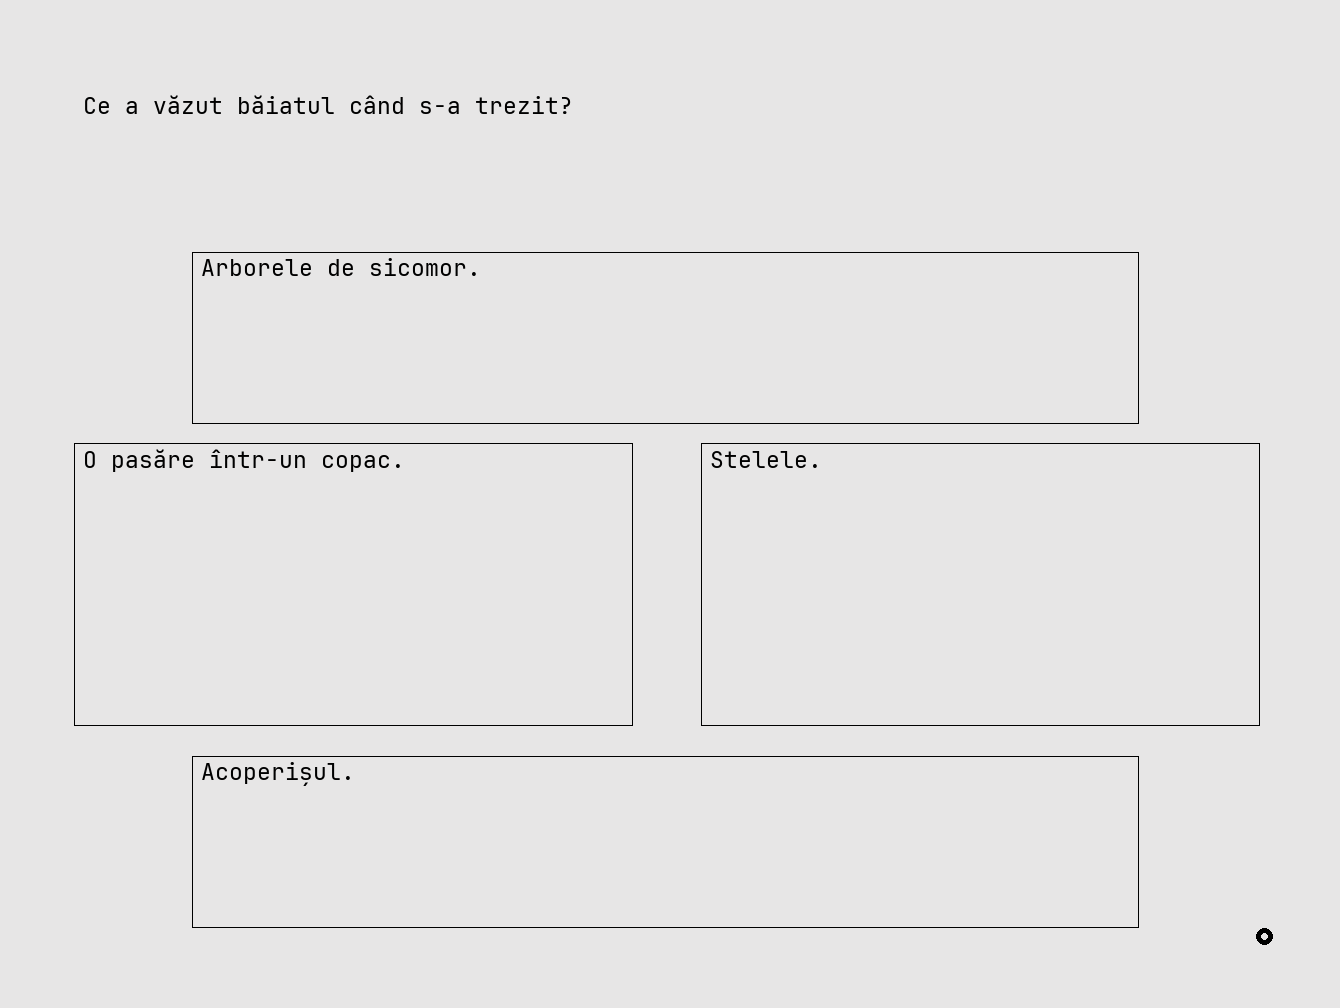 Ce a văzut băiatul când s-a trezit?
Arborele de sicomor.
O pasăre într-un copac.
Stelele.
Acoperișul.